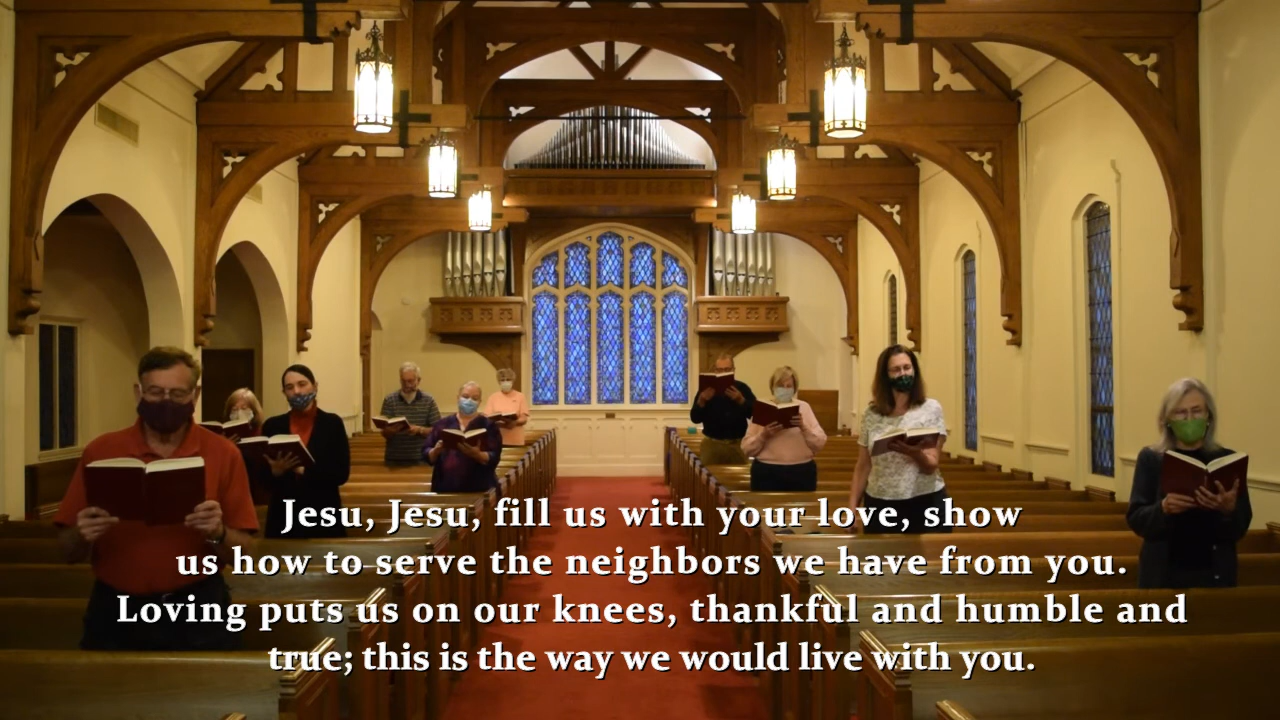 Jesu, Jesu, fill us with your love, show
us how to serve the neighbors we have from you.
Loving puts us on our knees, thankful and humble and
true; this is the way we would live with you.